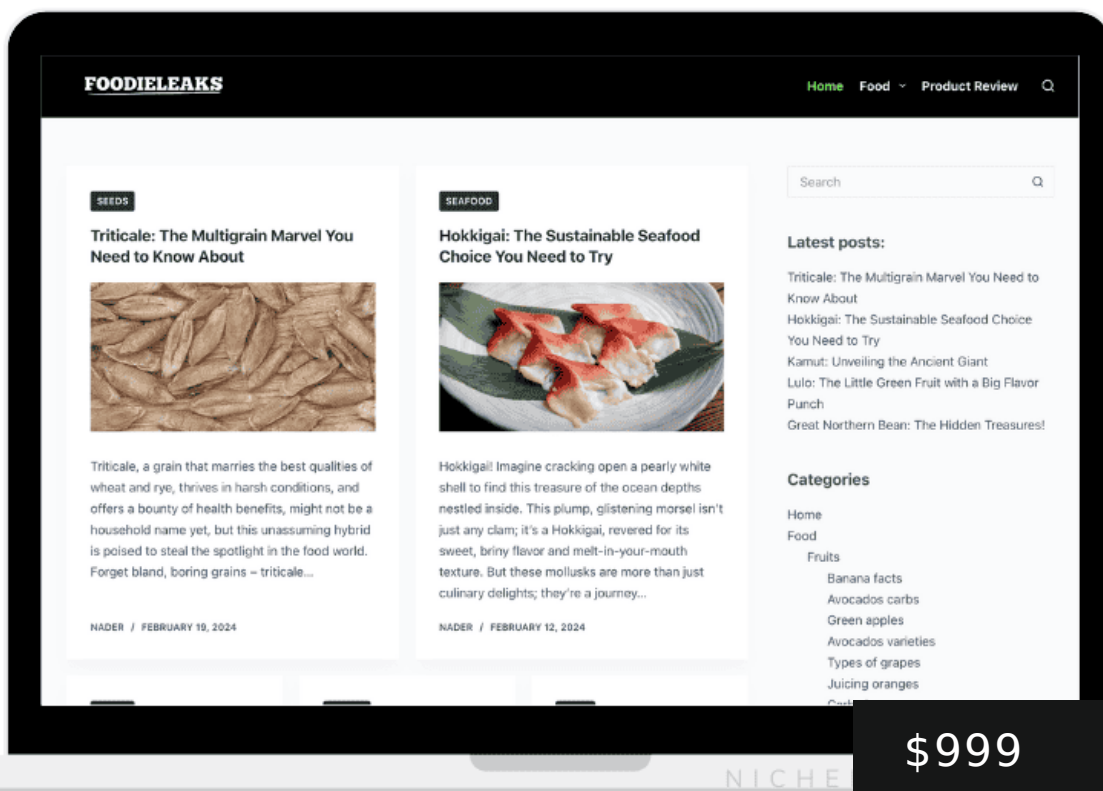 FOODIELEAKS
Home Food Product Review
SEEDS
Triticale: The Multigrain Marvel You
Need to Know About
Triticale, a grain that marries the best qualities of
wheat and rye, thrives in harsh conditions, and
offers a bounty of health benefits, might not be a
household name yet, but this unassuming hybrid
is poised to steal the spotlight in the food world.
Forget bland, boring grains – triticale...
NADER / FEBRUARY 19, 2024
SEAFOOD
Hokkigai: The Sustainable Seafood
Choice You Need to Try
Hokkigai! Imagine cracking open a pearly white
shell to find this treasure of the ocean depths
nestled inside. This plump, glistening morsel isn't
just any clam; it's a Hokkigai, revered for its
sweet, briny flavor and melt-in-your-mouth
texture. But these mollusks are more than just
culinary delights; they're a journey...
NADER / FEBRUARY 12, 2024
Search
Latest posts:
Triticale: The Multigrain Marvel You Need to
Know About
Hokkigai: The Sustainable Seafood Choice
You Need to Try
Kamut: Unveiling the Ancient Giant
Lulo: The Little Green Fruit with a Big Flavor
Punch
Great Northern Bean: The Hidden Treasures!
Categories
Home
Food
Fruits
Banana facts
Avocados carbs
Green apples
Avocados varieties
Types of grapes
Juicing oranges
$999